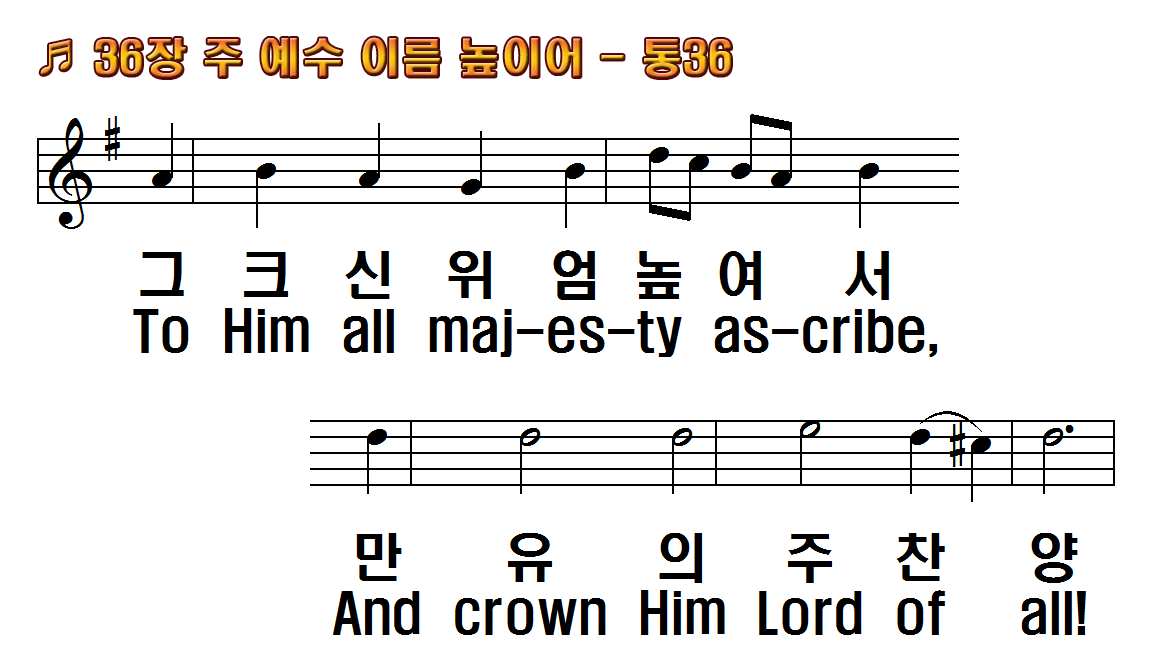 ♬ 36장 주 예수 이름 높이어 - 통36
그 크 신 위 엄 높 여 서
To Him all maj-es-ty as-cribe,
만 유 의 주 찬 양
And crown Him Lord of all!